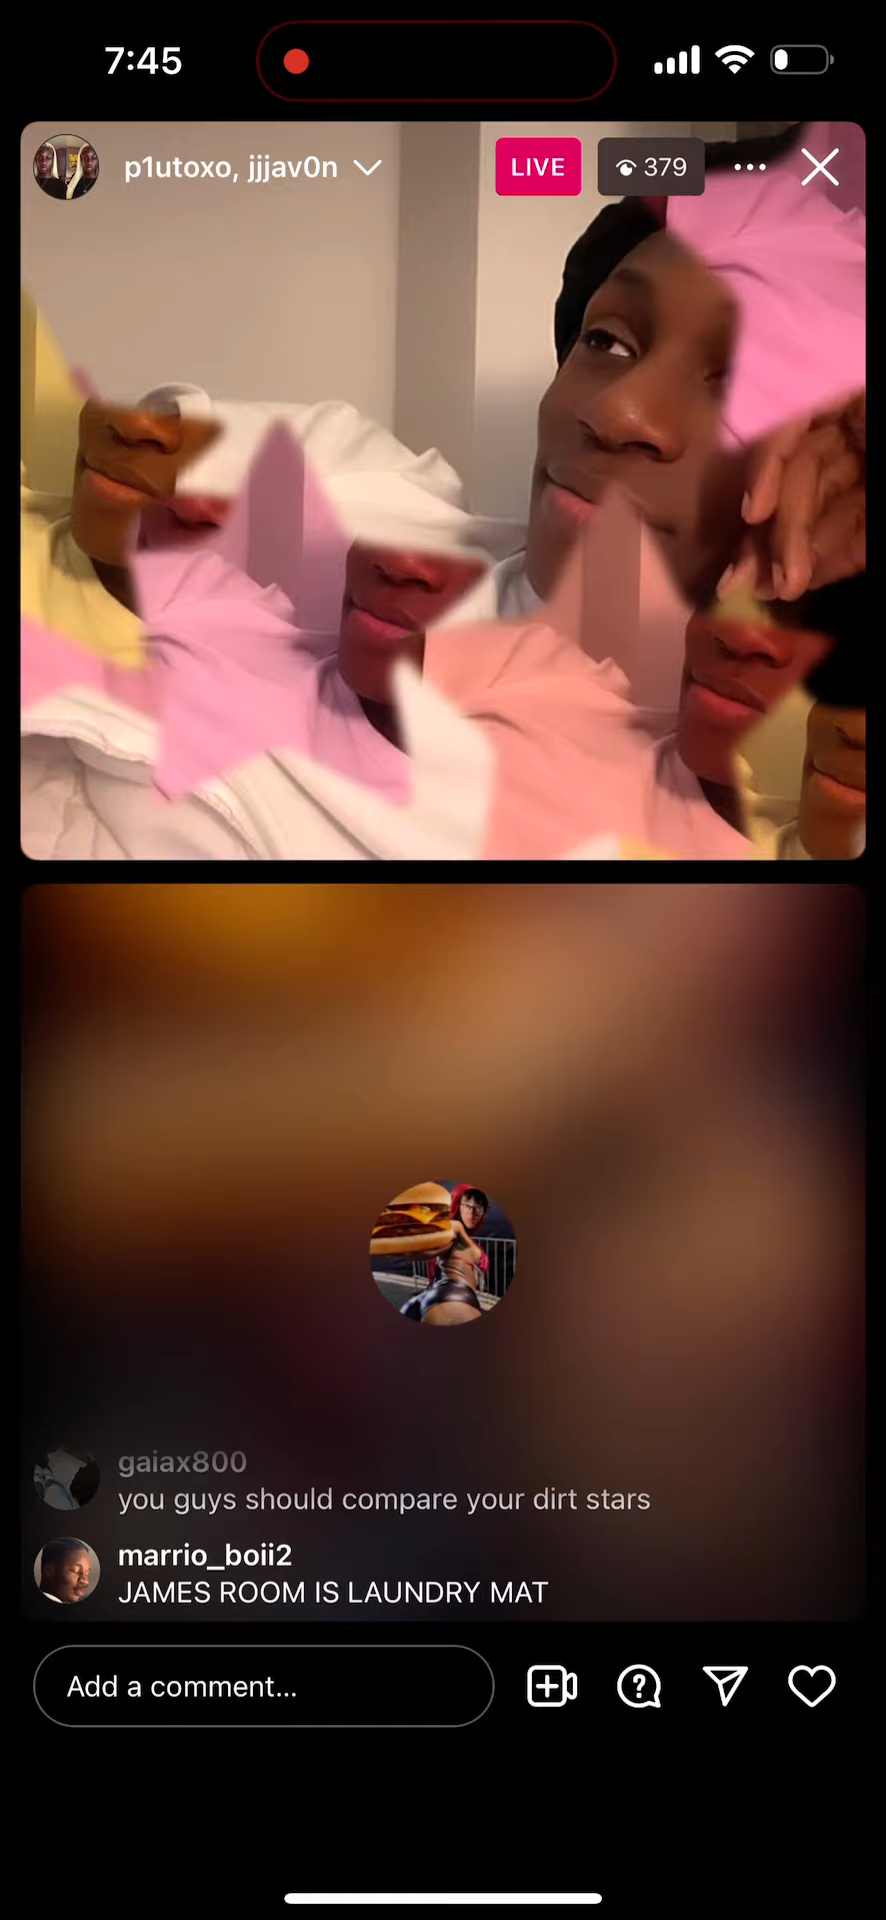 7:45
p1utoxo, jjjav0n
LIVE
379
gaiax800
you guys should compare your dirt stars
marrio_boii2
JAMES ROOM IS LAUNDRY MAT
Add a comment...